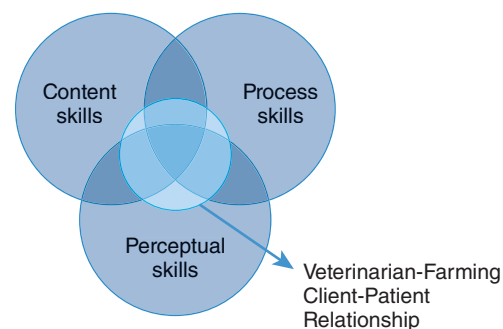 Content
skills
Process
skills
Perceptual
skills
Veterinarian-Farming
Client-Patient
Relationship